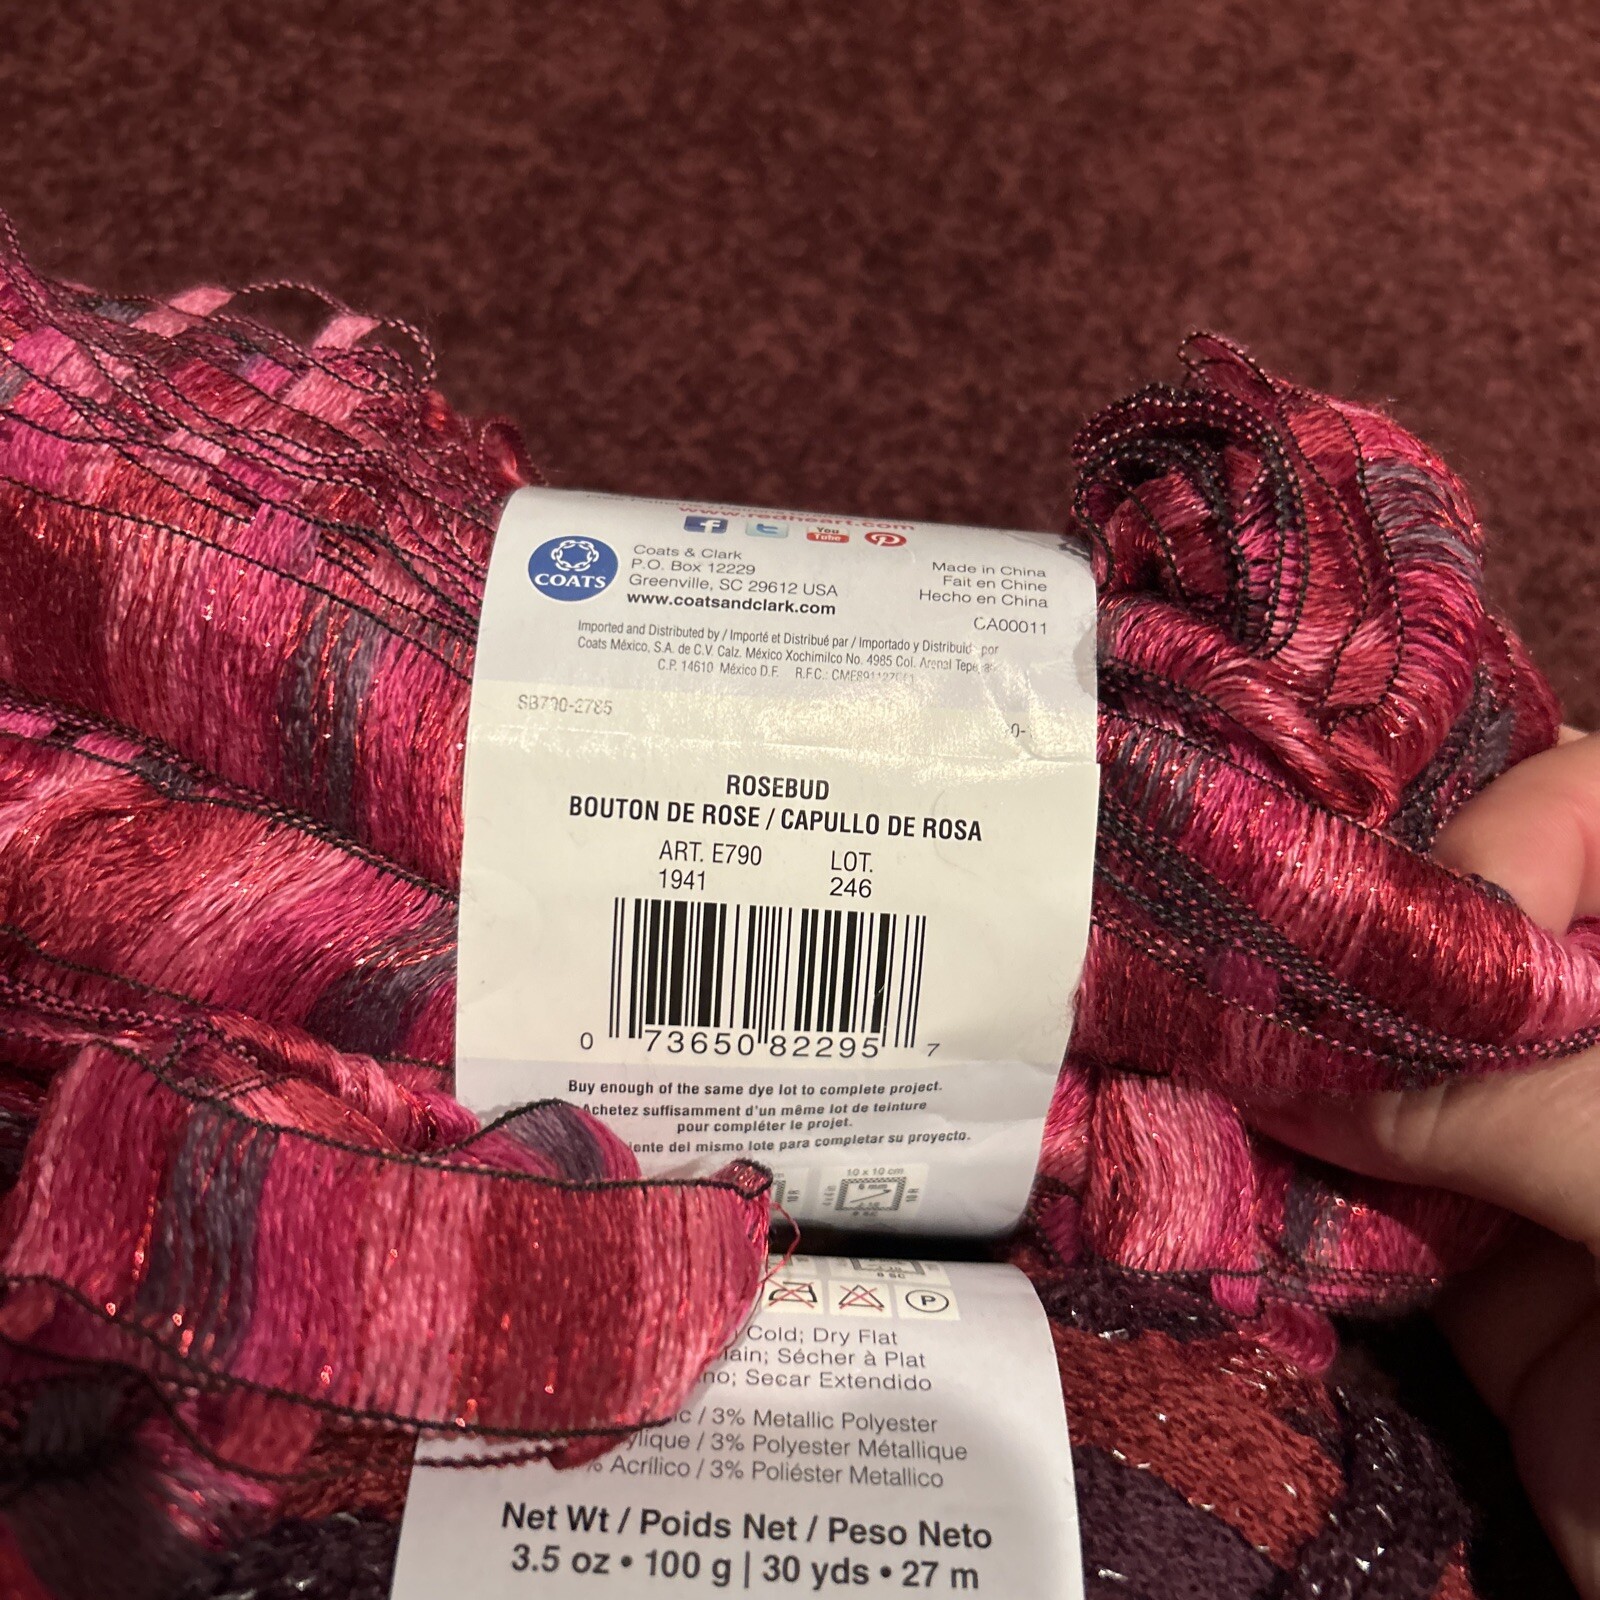 www.redheart.com
f
t
You
Tube
COATS
Coats & Clark
P.O. Box 12229
Greenville, SC 29612 USA
www.coatsandclark.com
Made in China
Fait en Chine
Hecho en China
CA00011
Imported and Distributed by / Importé et Distribué par / Importado y Distribuido por
Coats México, S.A. de C.V. Calz. México Xochimilco No. 4985 Col. Arenal
C.P. 14610 México D.F. R.F.C.:
ROSEBUD
BOUTON DE ROSE / CAPULLO DE ROSA
ART. E790
1941
LOT.
246
0 73650 82295 7
Buy enough of the same dye lot to complete project.
Achetez suffisamment d'un même lot de teinture
pour compléter le projet.
del mismo lote para completar su proyecto.
10 x 10 cm
P
Cold; Dry Flat
Sécher à Plat
Secar Extendido
/ 3% Metallic Polyester
/ 3% Polyester Métallique
% Acrílico / 3% Poliéster Metallico
Net Wt / Poids Net / Peso Neto
3.5 oz • 100 g | 30 yds • 27 m